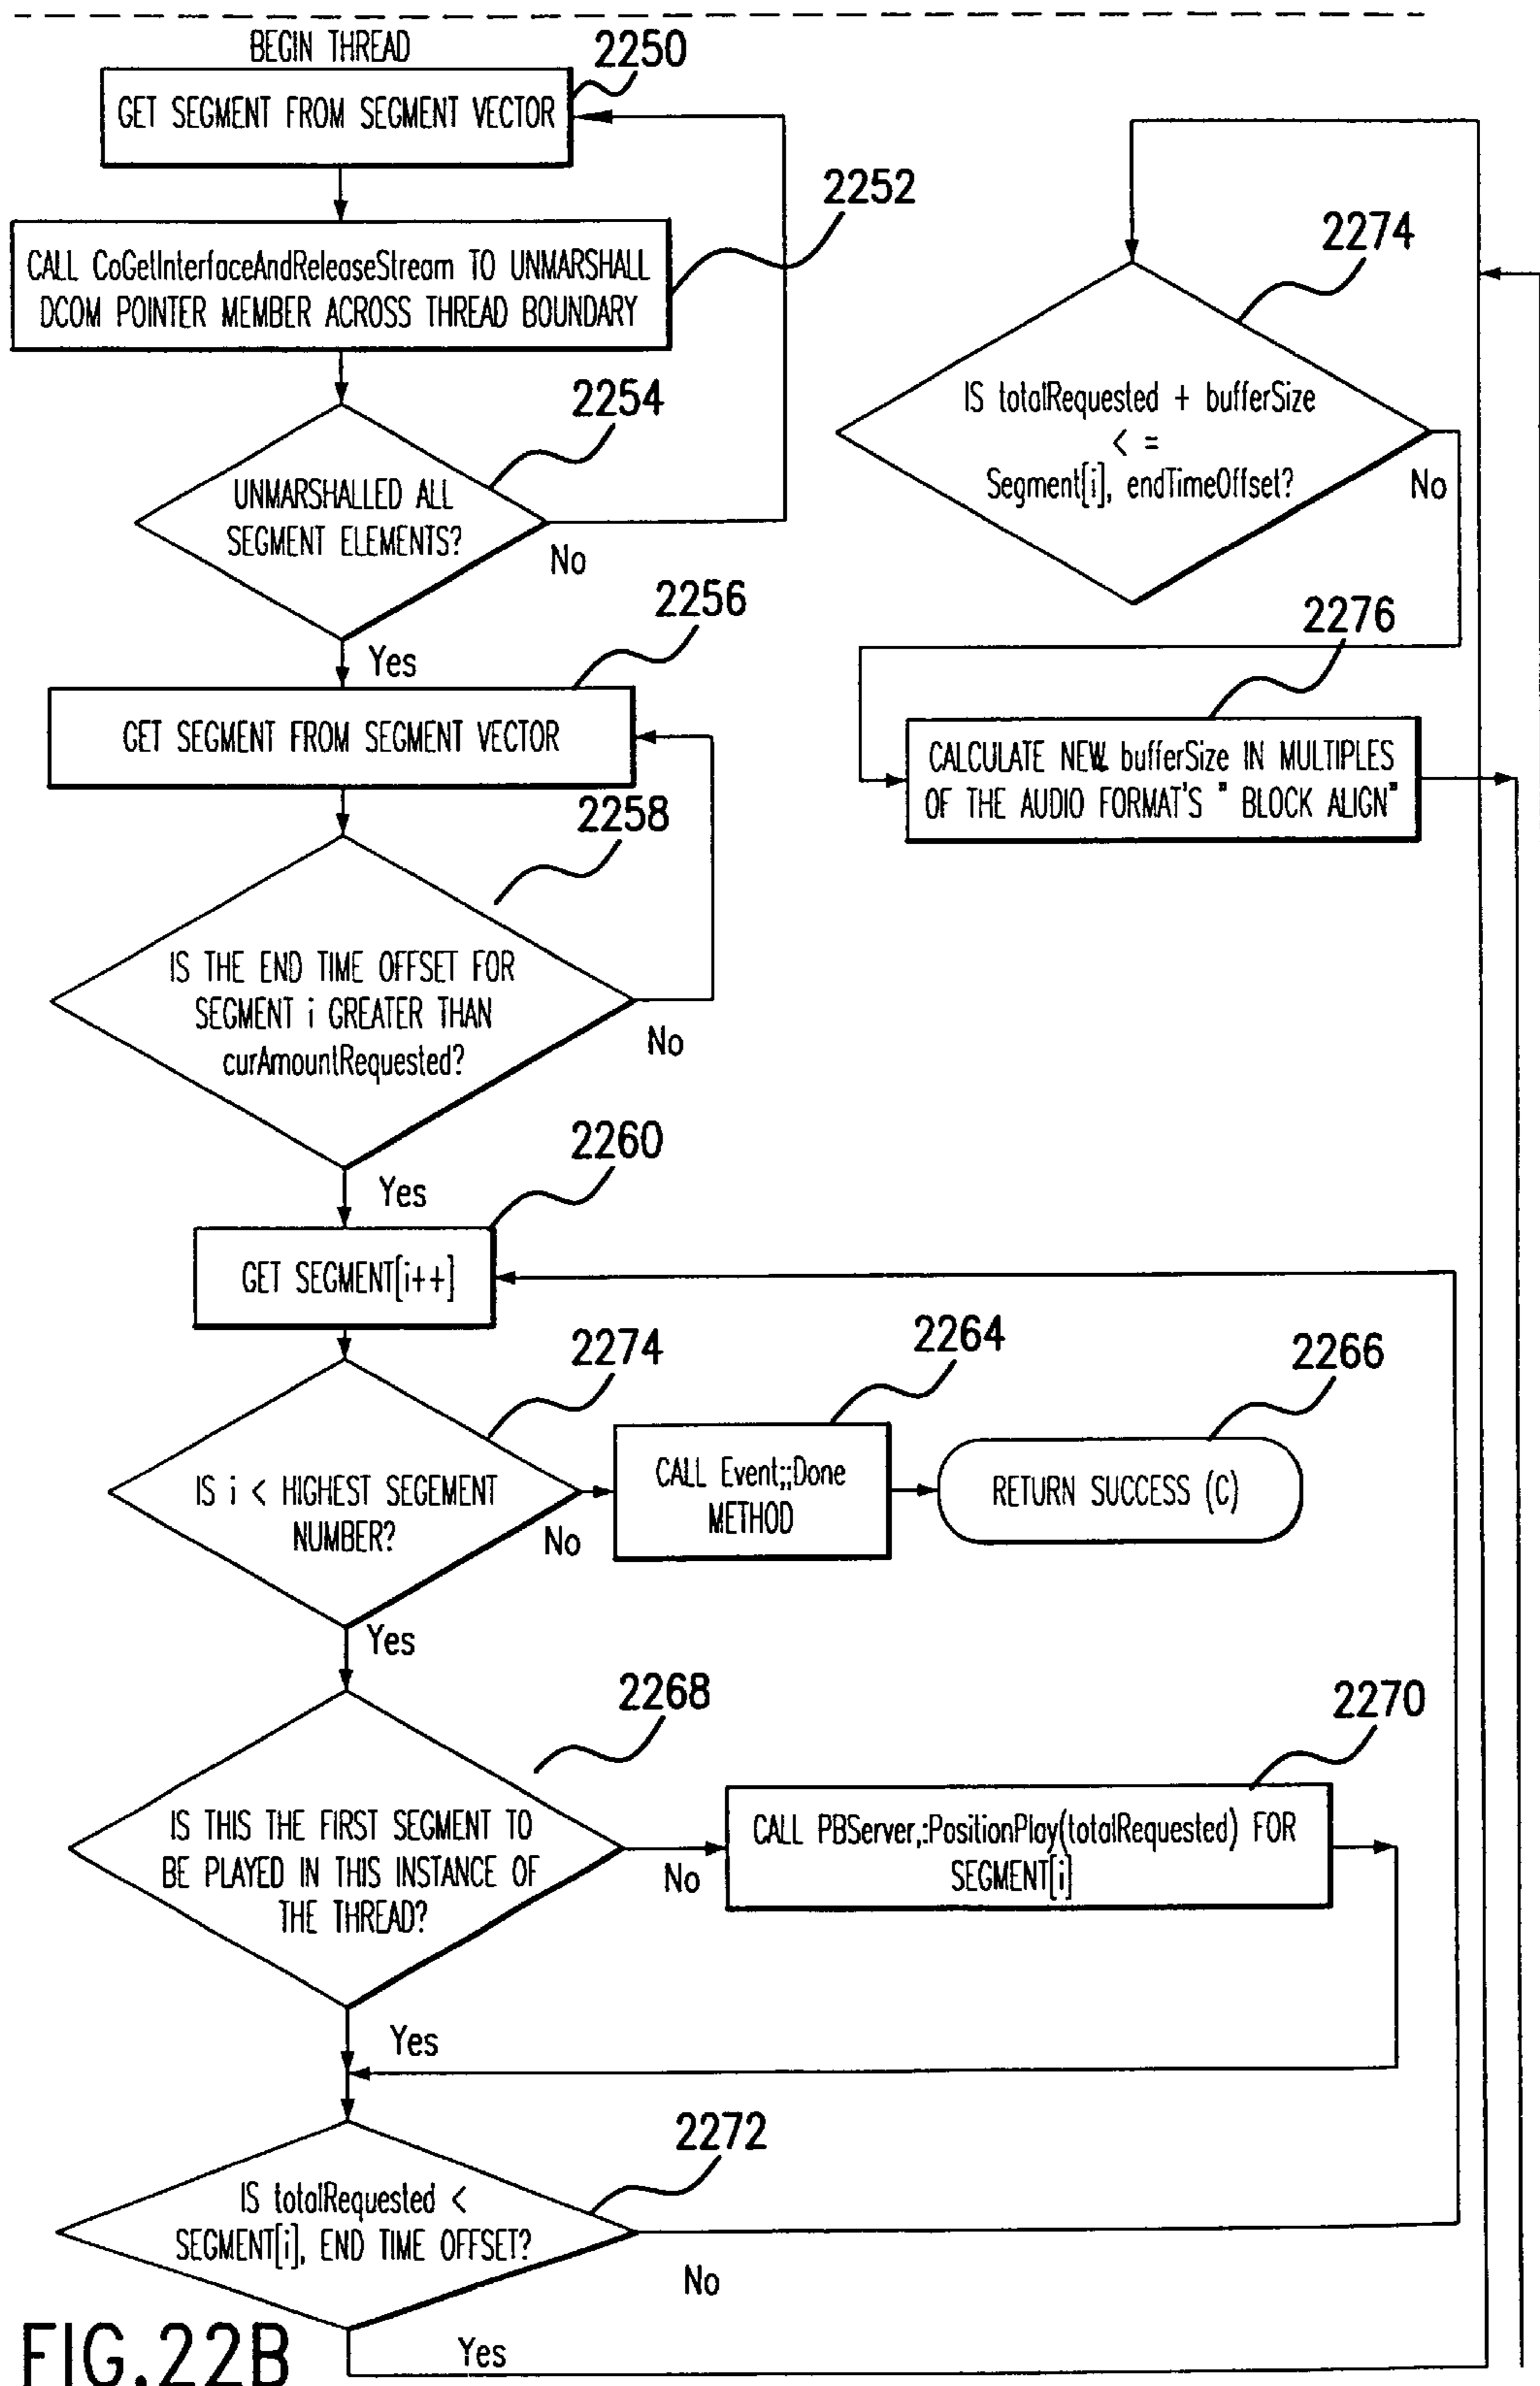 BEGIN THREAD
2250
GET SEGMENT FROM SEGMENT VECTOR
2252
CALL CoGetInterfaceAndReleaseStream TO UNMARSHALL
DCOM POINTER MEMBER ACROSS THREAD BOUNDARY
2254
UNMARSHALLED ALL
SEGMENT ELEMENTS?
No
Yes
2256
GET SEGMENT FROM SEGMENT VECTOR
2258
IS THE END TIME OFFSET FOR
SEGMENT i GREATER THAN
curAmountRequested?
No
Yes
2260
GET SEGMENT[i++]
2274
IS i < HIGHEST SEGEMENT
NUMBER?
No
Yes
2264
CALL Event;;Done
METHOD
2266
RETURN SUCCESS (C)
2268
IS THIS THE FIRST SEGMENT TO
BE PLAYED IN THIS INSTANCE OF
THE THREAD?
No
Yes
2270
CALL PBServer,:PositionPlay(totalRequested) FOR
SEGMENT[i]
2272
IS totalRequested <
SEGMENT[i], END TIME OFFSET?
No
Yes
2274
IS totalRequested + bufferSize
< =
Segment[i], endTimeOffset?
No
2276
CALCULATE NEW bufferSize IN MULTIPLES
OF THE AUDIO FORMAT'S " BLOCK ALIGN"
FIG.22B